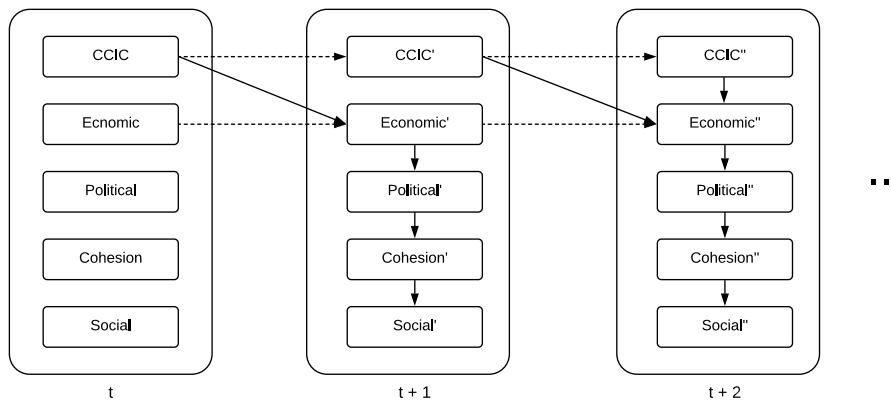 CCIC
Ecnomic
Political
Cohesion
Social
t
CCIC'
Economic'
Political'
Cohesion'
Social'
t + 1
CCIC''
Economic''
Political''
Cohesion''
Social''
t + 2
..